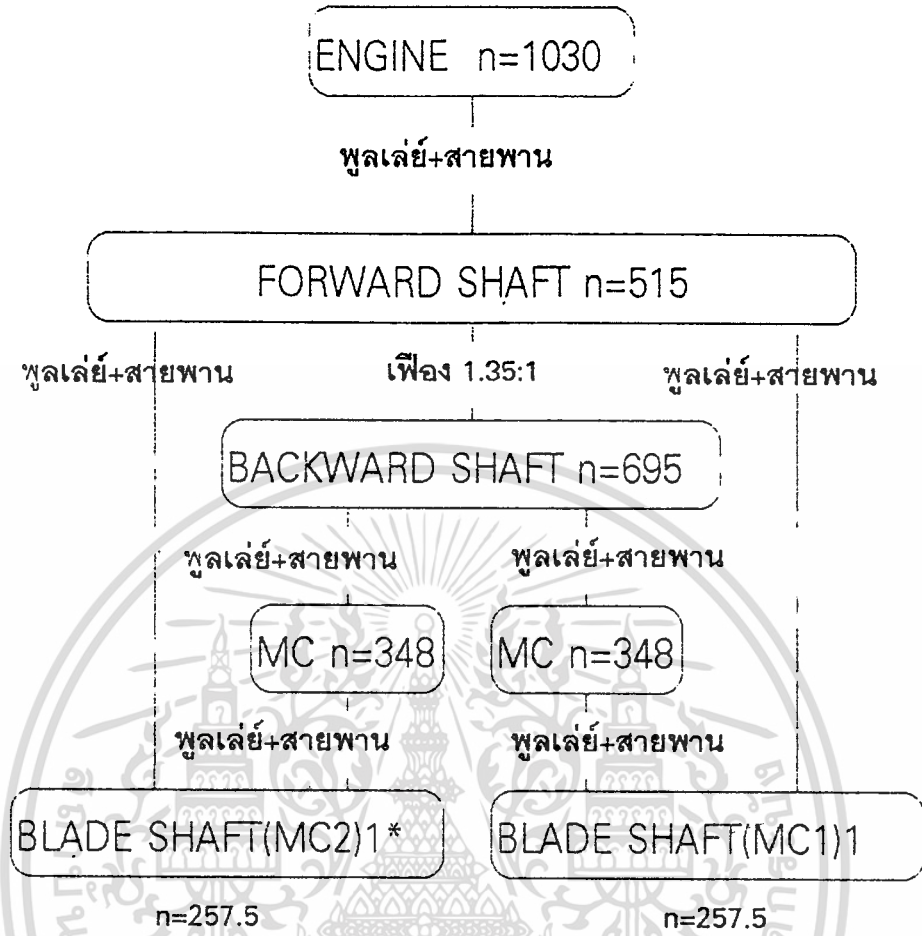 ENGINE n=1030
พูลเล่ย์+สายพาน
FORWARD SHAFT n=515
พูลเล่ย์+สายพาน เฟือง 1.35:1 พูลเล่ย์+สายพาน
BACKWARD SHAFT n=695
พูลเล่ย์+สายพาน พูลเล่ย์+สายพาน
MC n=348 MC n=348
พูลเล่ย์+สายพาน พูลเล่ย์+สายพาน
BLADE SHAFT(MC2)1* BLADE SHAFT(MC1)1
n=257.5 n=257.5